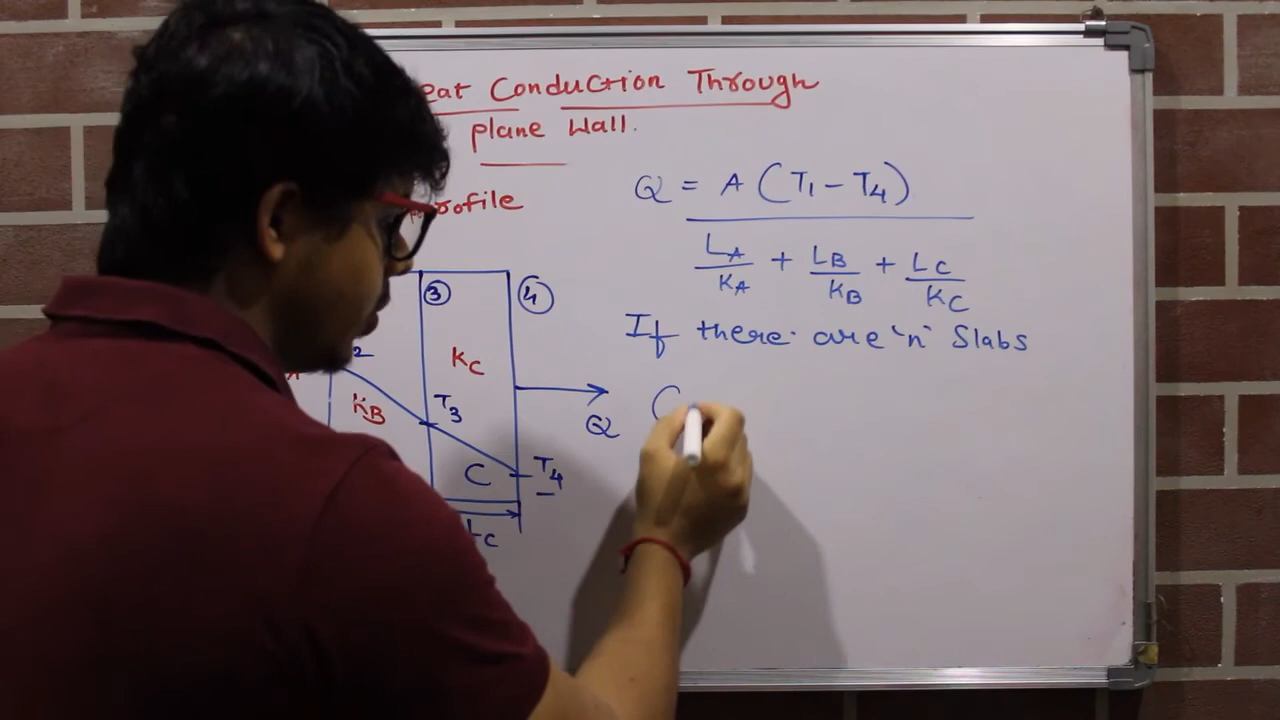 eat Conduction Through
plane Wall.
rofile
Q = A (T1 - T4)
LA/KA + LB/KB + LC/KC
If there are 'n' Slabs
3
4
2
KC
KB
T3
Q
C
T4
LC